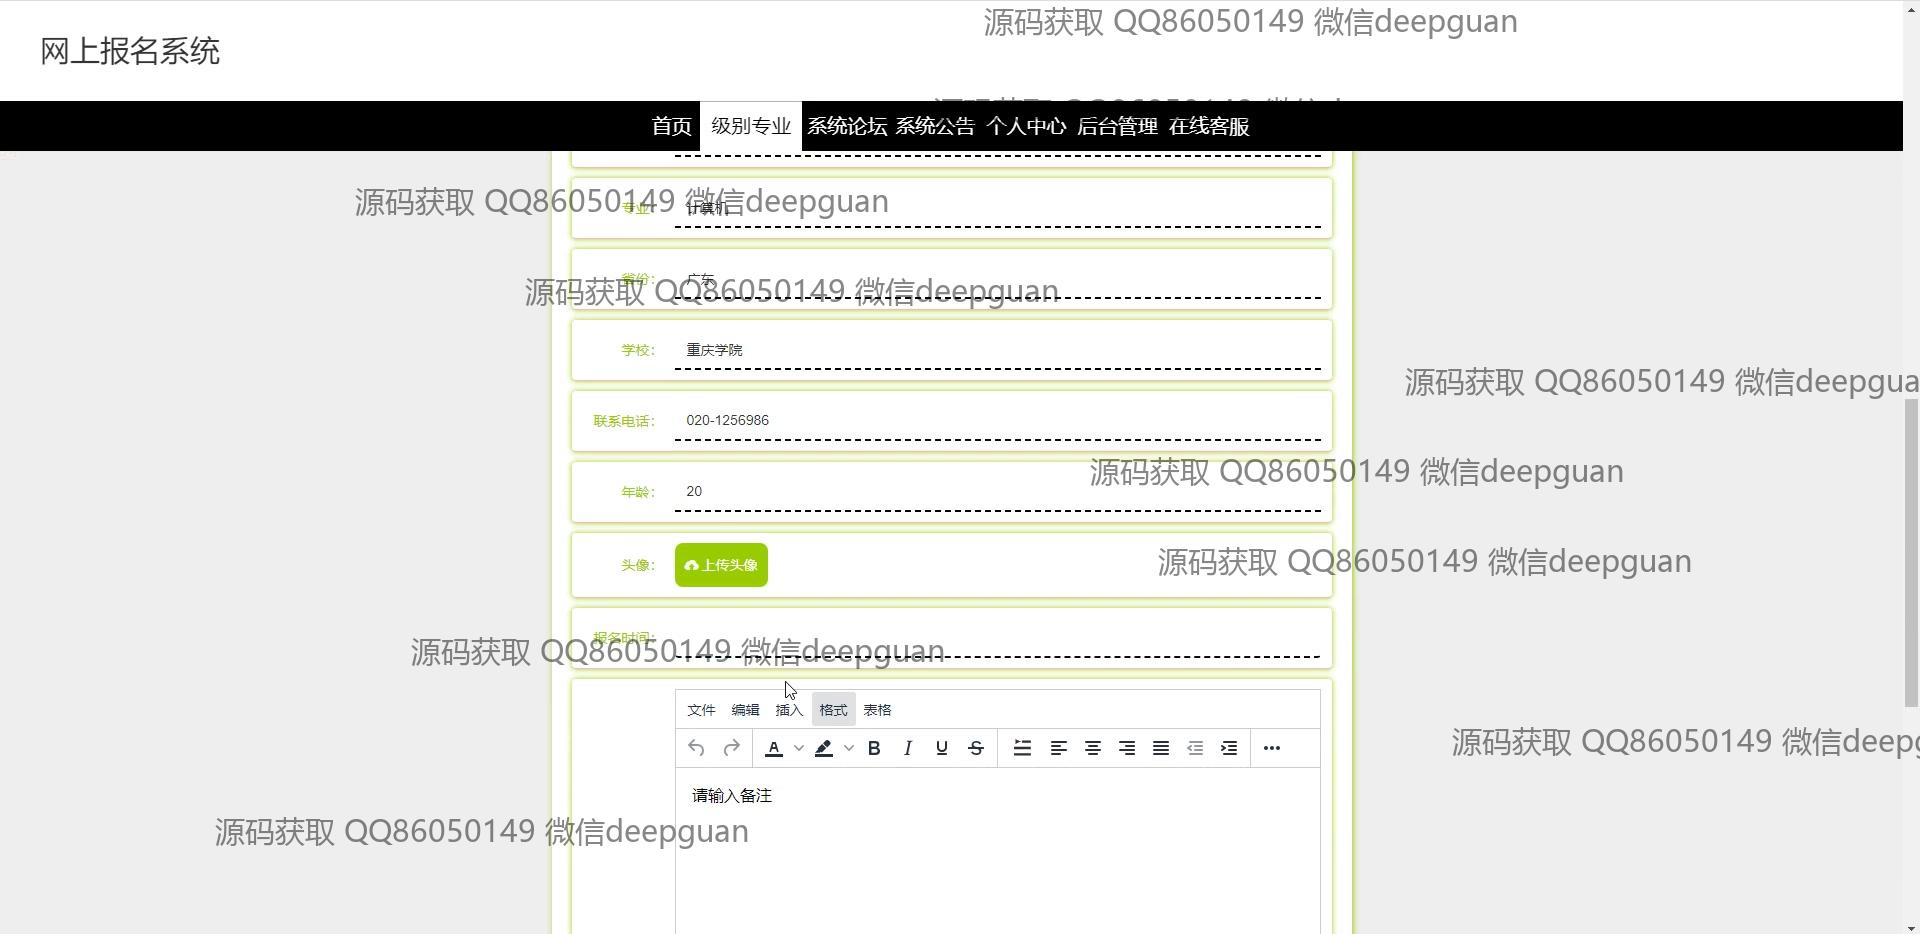 源码获取 QQ86050149 微信deepguan
网上报名系统
首页 级别专业 系统论坛 系统公告 个人中心 后台管理 在线客服
源码获取 QQ86050149 微信deepguan
专业： 计算机
省份： 广东
源码获取 QQ86050149 微信deepguan
学校： 重庆学院
源码获取 QQ86050149 微信deepgua
联系电话： 020-1256986
源码获取 QQ86050149 微信deepguan
年龄： 20
头像： 上传头像
源码获取 QQ86050149 微信deepguan
报名时间：
源码获取 QQ86050149 微信deepguan
文件 编辑 插入 格式 表格
源码获取 QQ86050149 微信deepg
请输入备注
源码获取 QQ86050149 微信deepguan